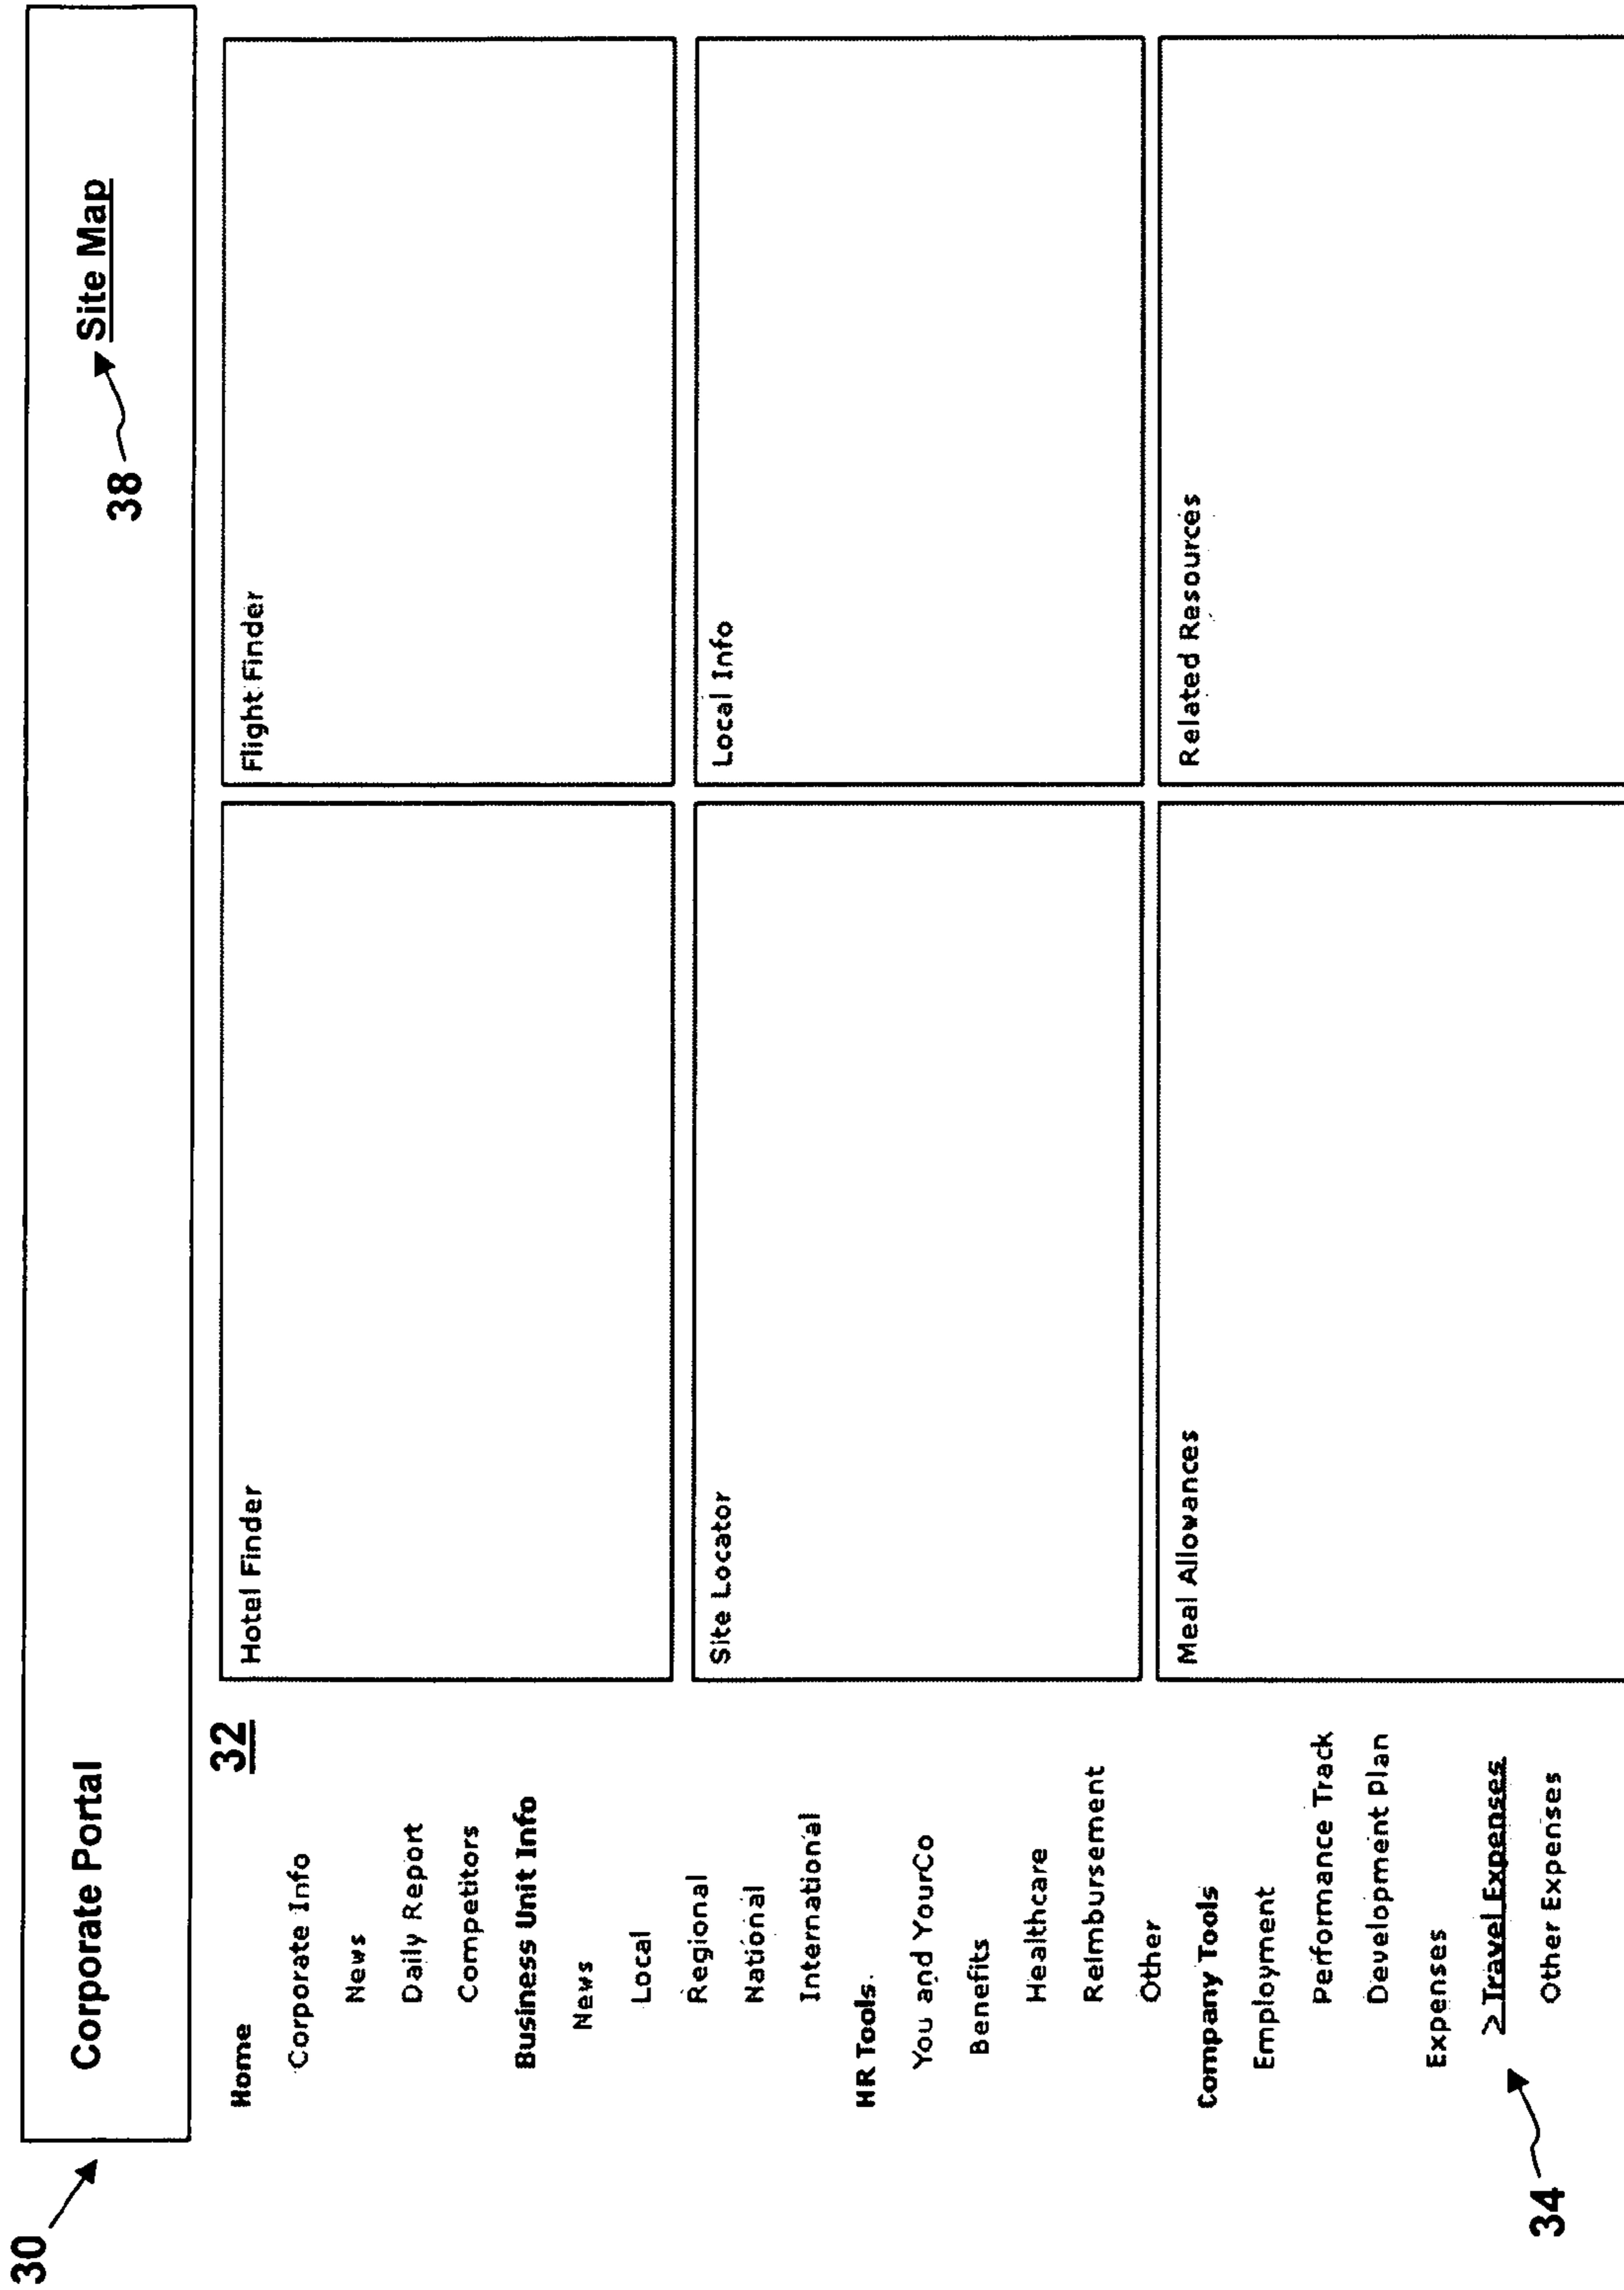 30
Corporate Portal
38
Site Map
32
Home
Corporate Info
News
Daily Report
Competitors
Business Unit Info
News
Local
Regional
National
International
HR Tools
You and YourCo
Benefits
Healthcare
Reimbursement
Other
Company Tools
Employment
Performance Track
Development Plan
Expenses
> Travel Expenses
Other Expenses
34
Hotel Finder
Flight Finder
Site Locator
Local Info
Meal Allowances
Related Resources